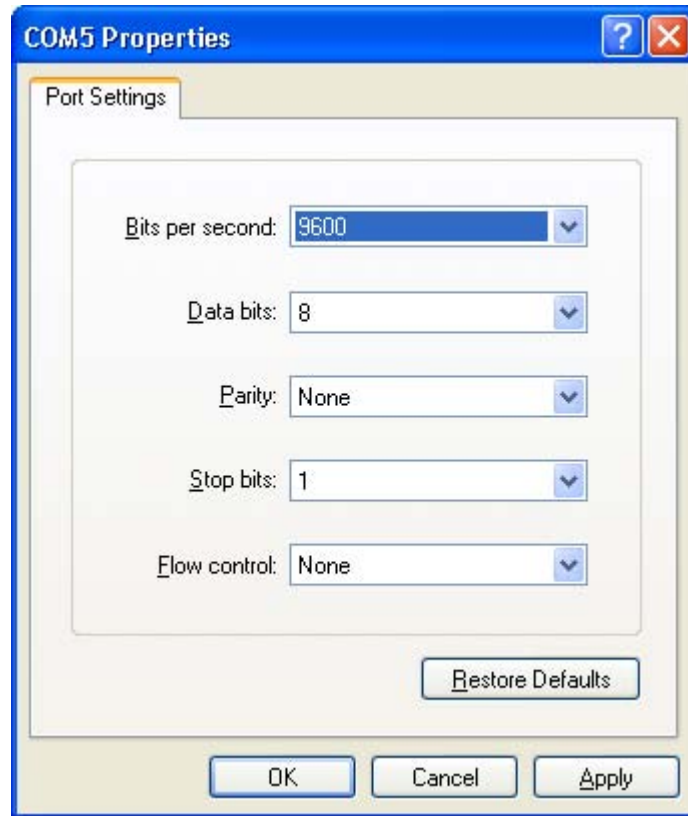 COM5 Properties
?
Port Settings
Bits per second: 9600
Data bits: 8
Parity: None
Stop bits: 1
Flow control: None
Restore Defaults
OK Cancel Apply